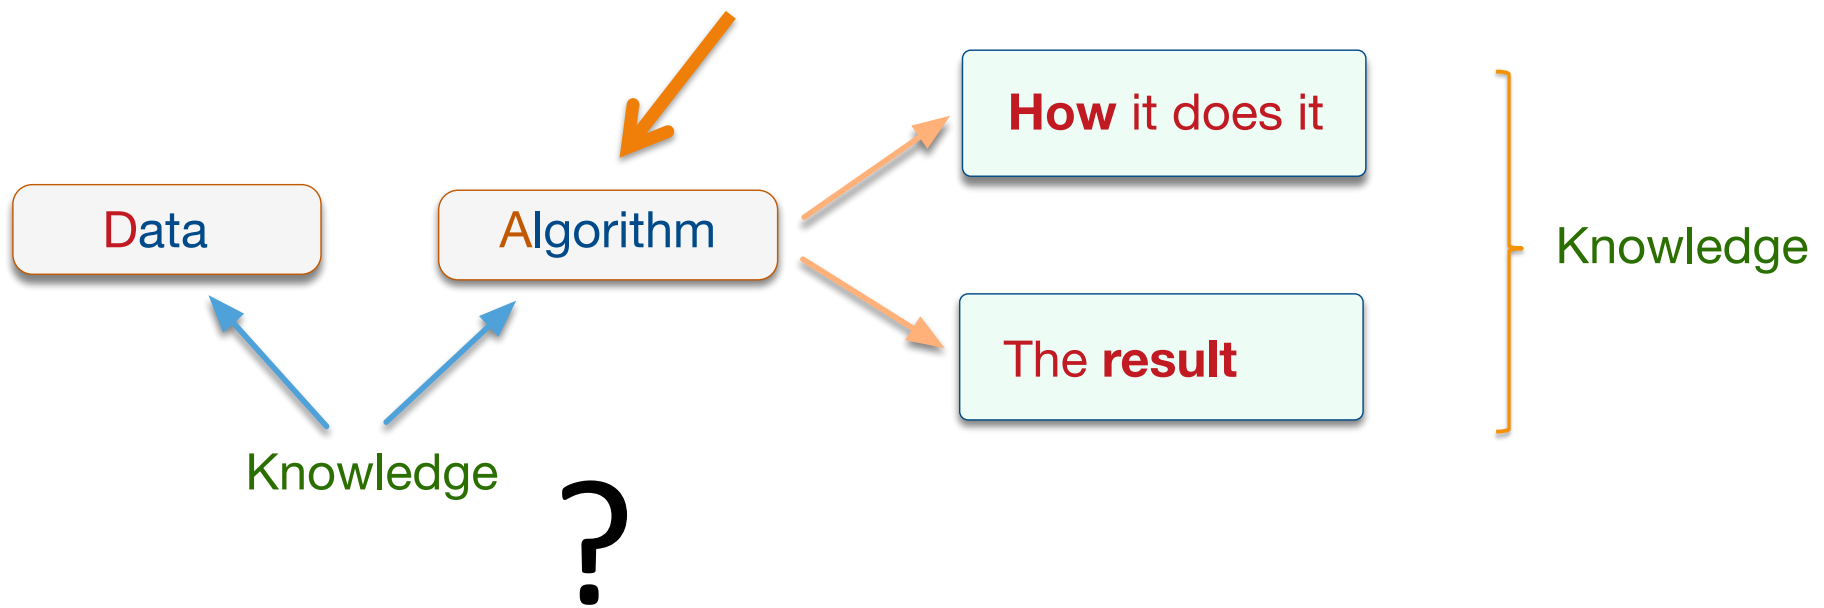 How it does it
Data
Algorithm
Knowledge
The result
Knowledge
?